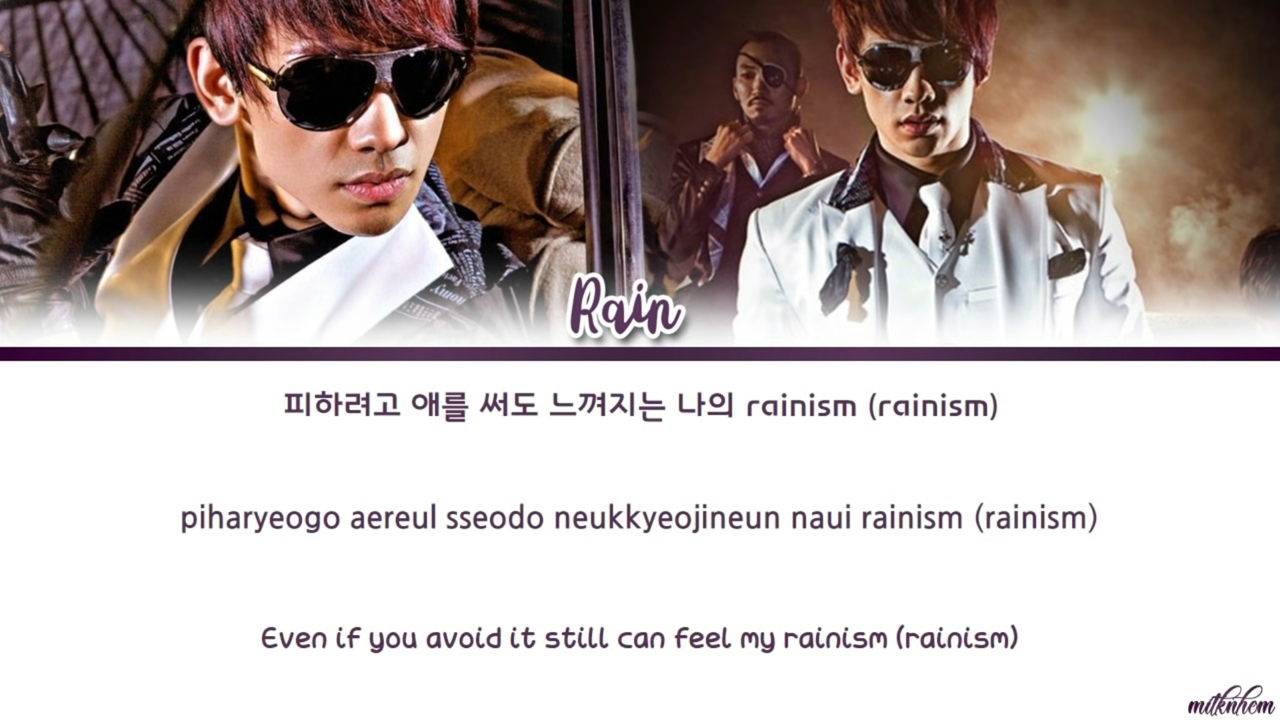 Rain
피하려고 애를 써도 느껴지는 나의 rainism (rainism)
piharyeogo aereul sseodo neukkyeojineun naui rainism (rainism)
Even if you avoid it still can feel my rainism (rainism)
mitknhem